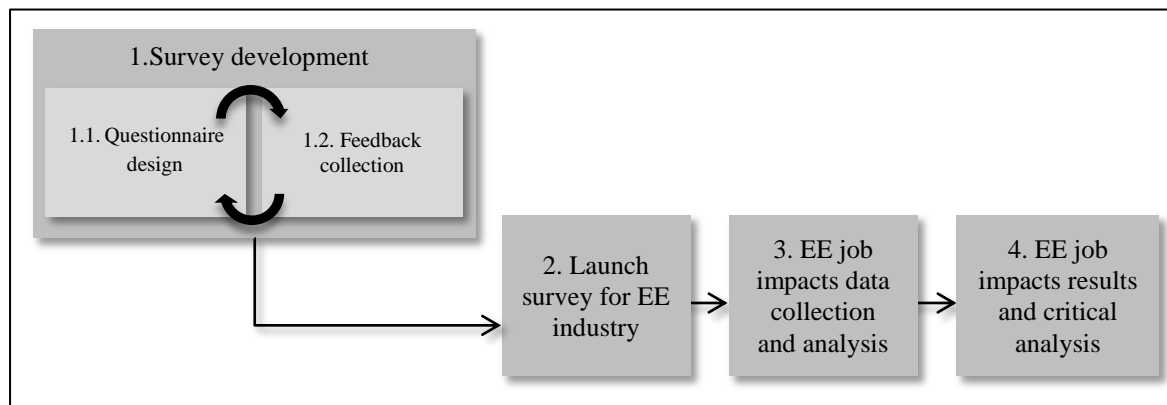 1.Survey development
1.1. Questionnaire
design
1.2. Feedback
collection
2. Launch
survey for EE
industry
3. EE job
impacts data
collection
and analysis
4. EE job
impacts results
and critical
analysis